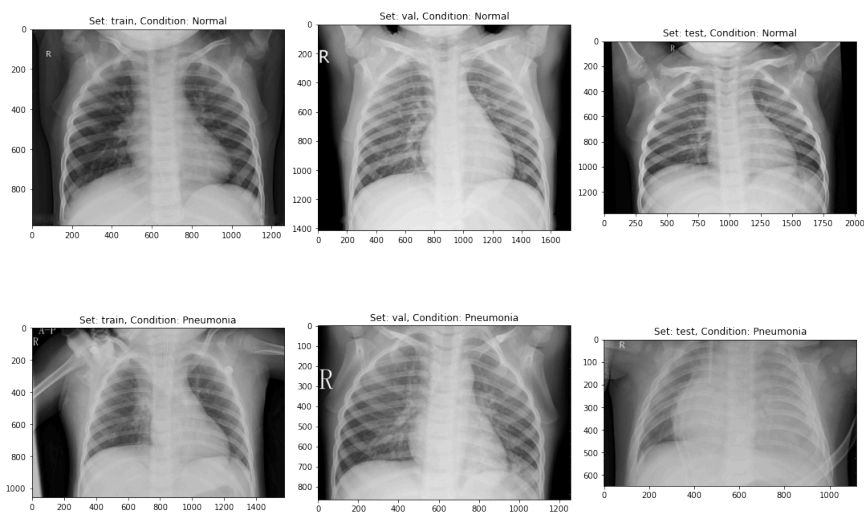 Set: train, Condition: Normal
0
200
400
600
800
R
0 200 400 600 800 1000 1200
Set: val, Condition: Normal
0
200
400
600
800
1000
1200
1400
R
0 200 400 600 800 1000 1200 1400 1600
Set: test, Condition: Normal
0
200
400
600
800
1000
1200
R
0 250 500 750 1000 1250 1500 1750 2000
Set: train, Condition: Pneumonia
0
200
400
600
800
1000
A-P
R
0 200 400 600 800 1000 1200 1400
Set: val, Condition: Pneumonia
0
100
200
300
400
500
600
700
800
R
0 200 400 600 800 1000 1200
Set: test, Condition: Pneumonia
0
100
200
300
400
500
600
R
0 200 400 600 800 1000